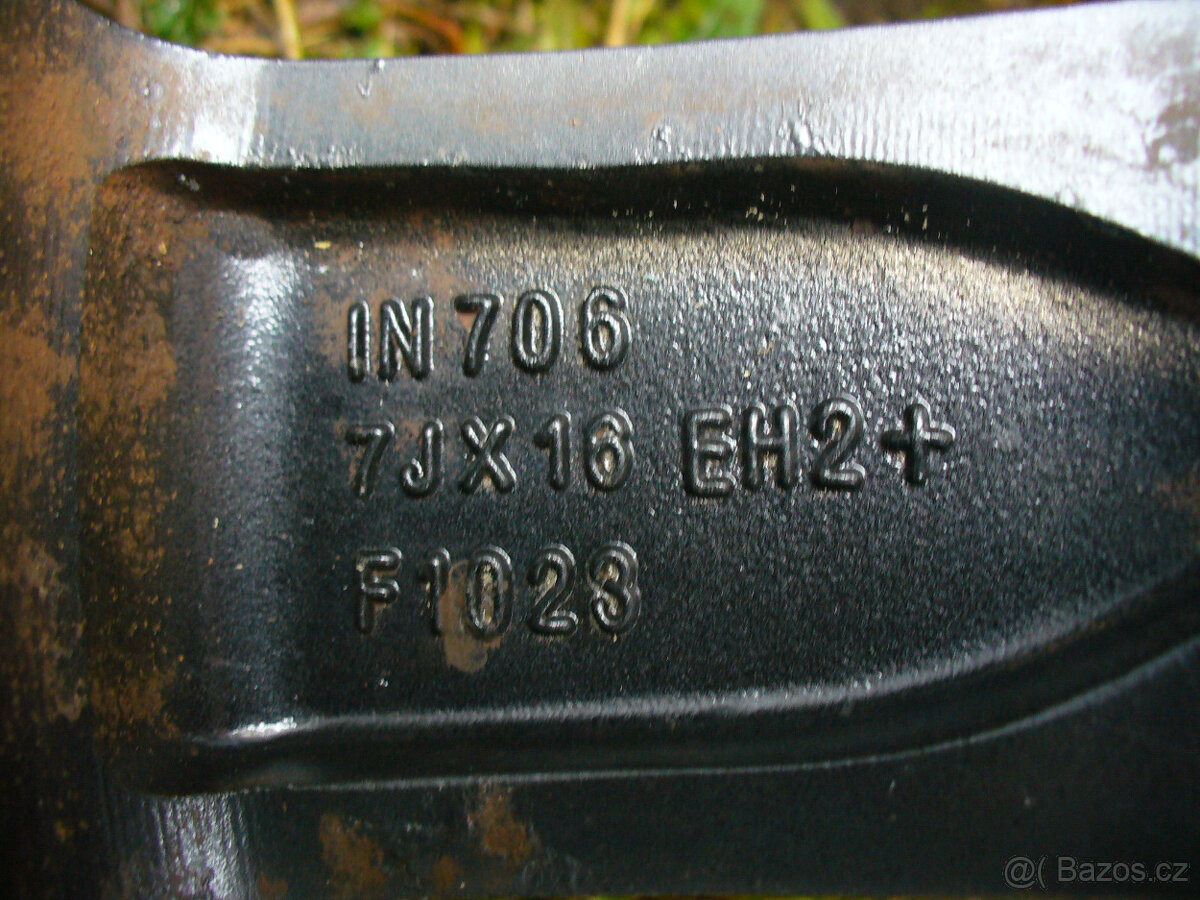 IN706
7JX16 EH2+
F1023
@( Bazos.cz